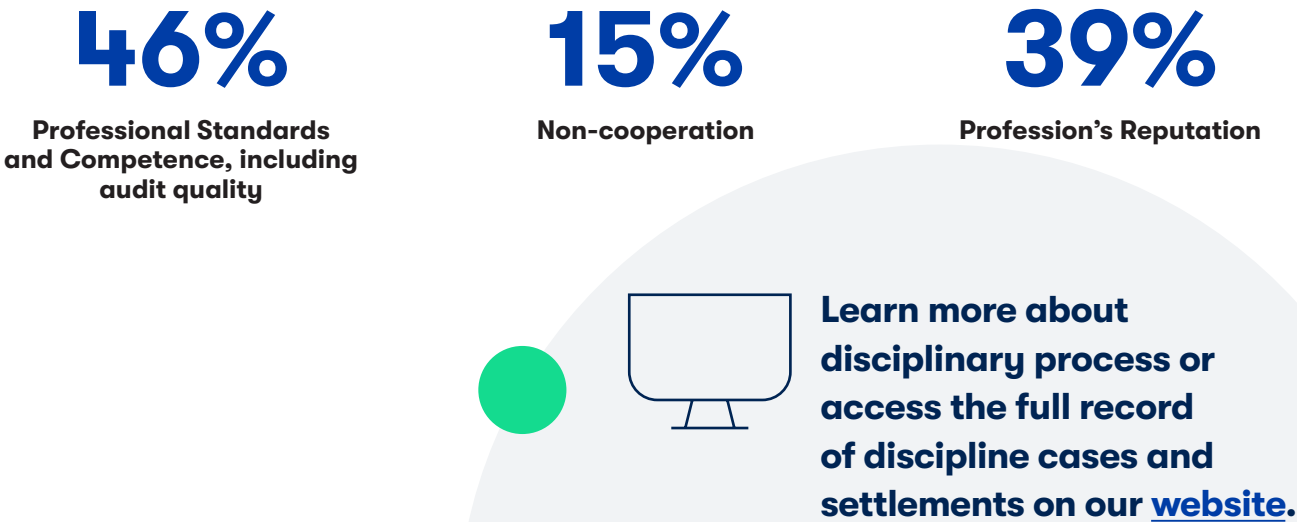 46%
Professional Standards
and Competence, including
audit quality
15%
Non-cooperation
39%
Profession’s Reputation
Learn more about
disciplinary process or
access the full record
of discipline cases and
settlements on our website.